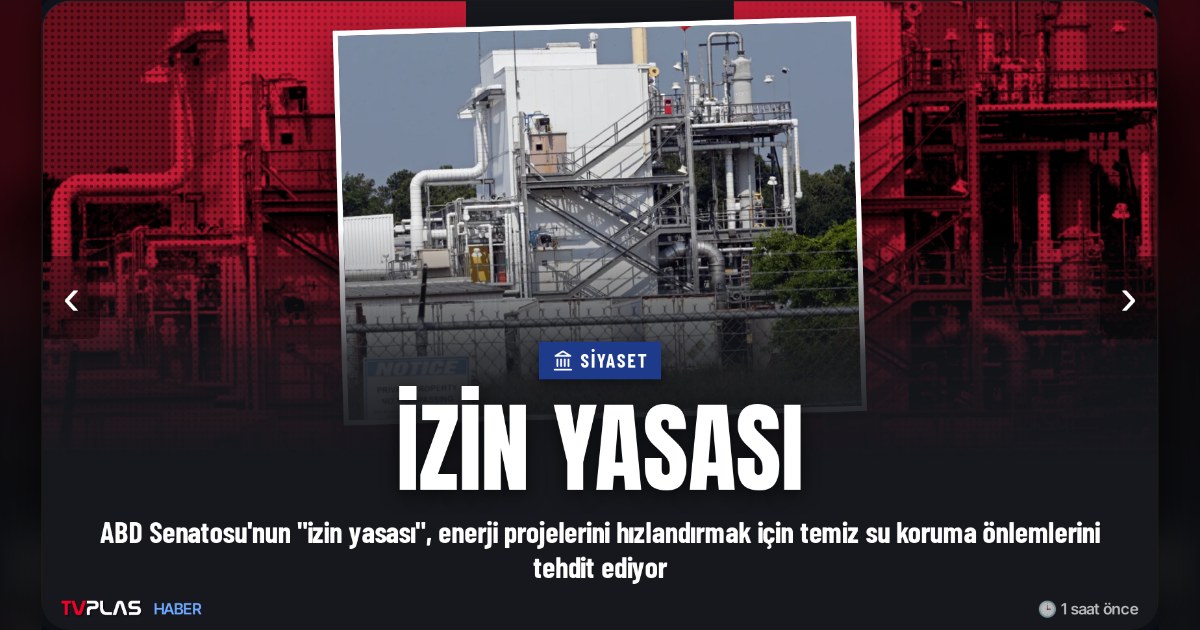 NOTICE
SİYASET
İZİN YASASI
ABD Senatosu'nun "izin yasası", enerji projelerini hızlandırmak için temiz su koruma önlemlerini
tehdit ediyor
TVPLAS HABER
1 saat önce